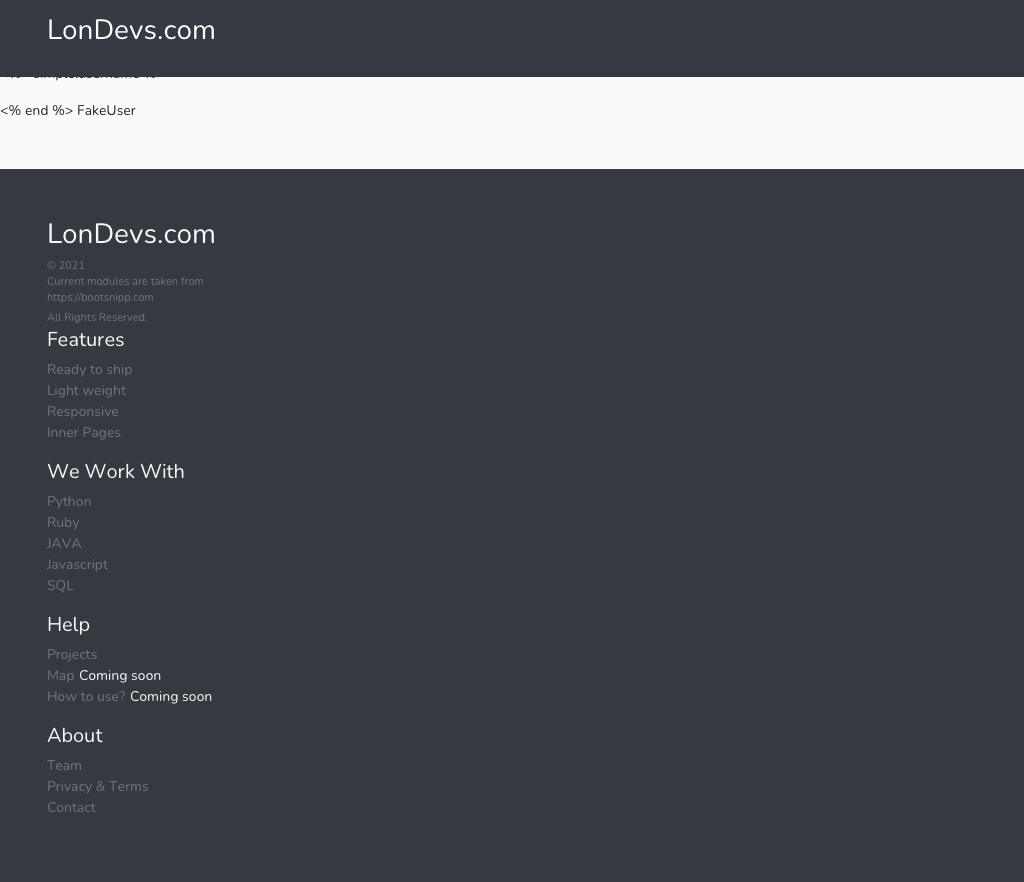 LonDevs.com
<% end %> FakeUser
LonDevs.com
© 2021
Current modules are taken from
https://bootsnipp.com
All Rights Reserved.
Features
Ready to ship
Light weight
Responsive
Inner Pages
We Work With
Python
Ruby
JAVA
Javascript
SQL
Help
Projects
Map Coming soon
How to use? Coming soon
About
Team
Privacy & Terms
Contact